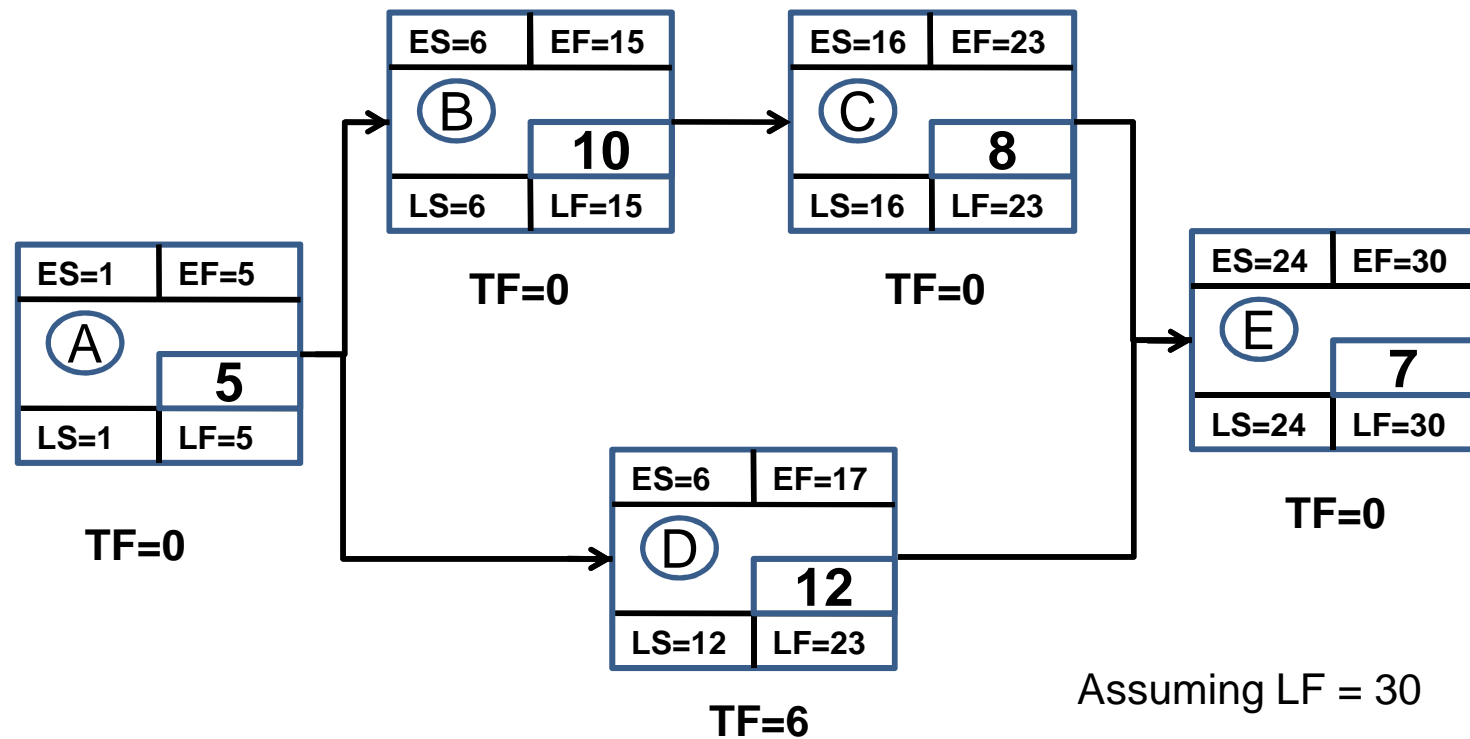 ES=6 EF=15
B
10
LS=6 LF=15
TF=0
ES=16 EF=23
C
8
LS=16 LF=23
TF=0
ES=1 EF=5
A
5
LS=1 LF=5
TF=0
ES=6 EF=17
D
12
LS=12 LF=23
TF=6
ES=24 EF=30
E
7
LS=24 LF=30
TF=0
Assuming LF = 30